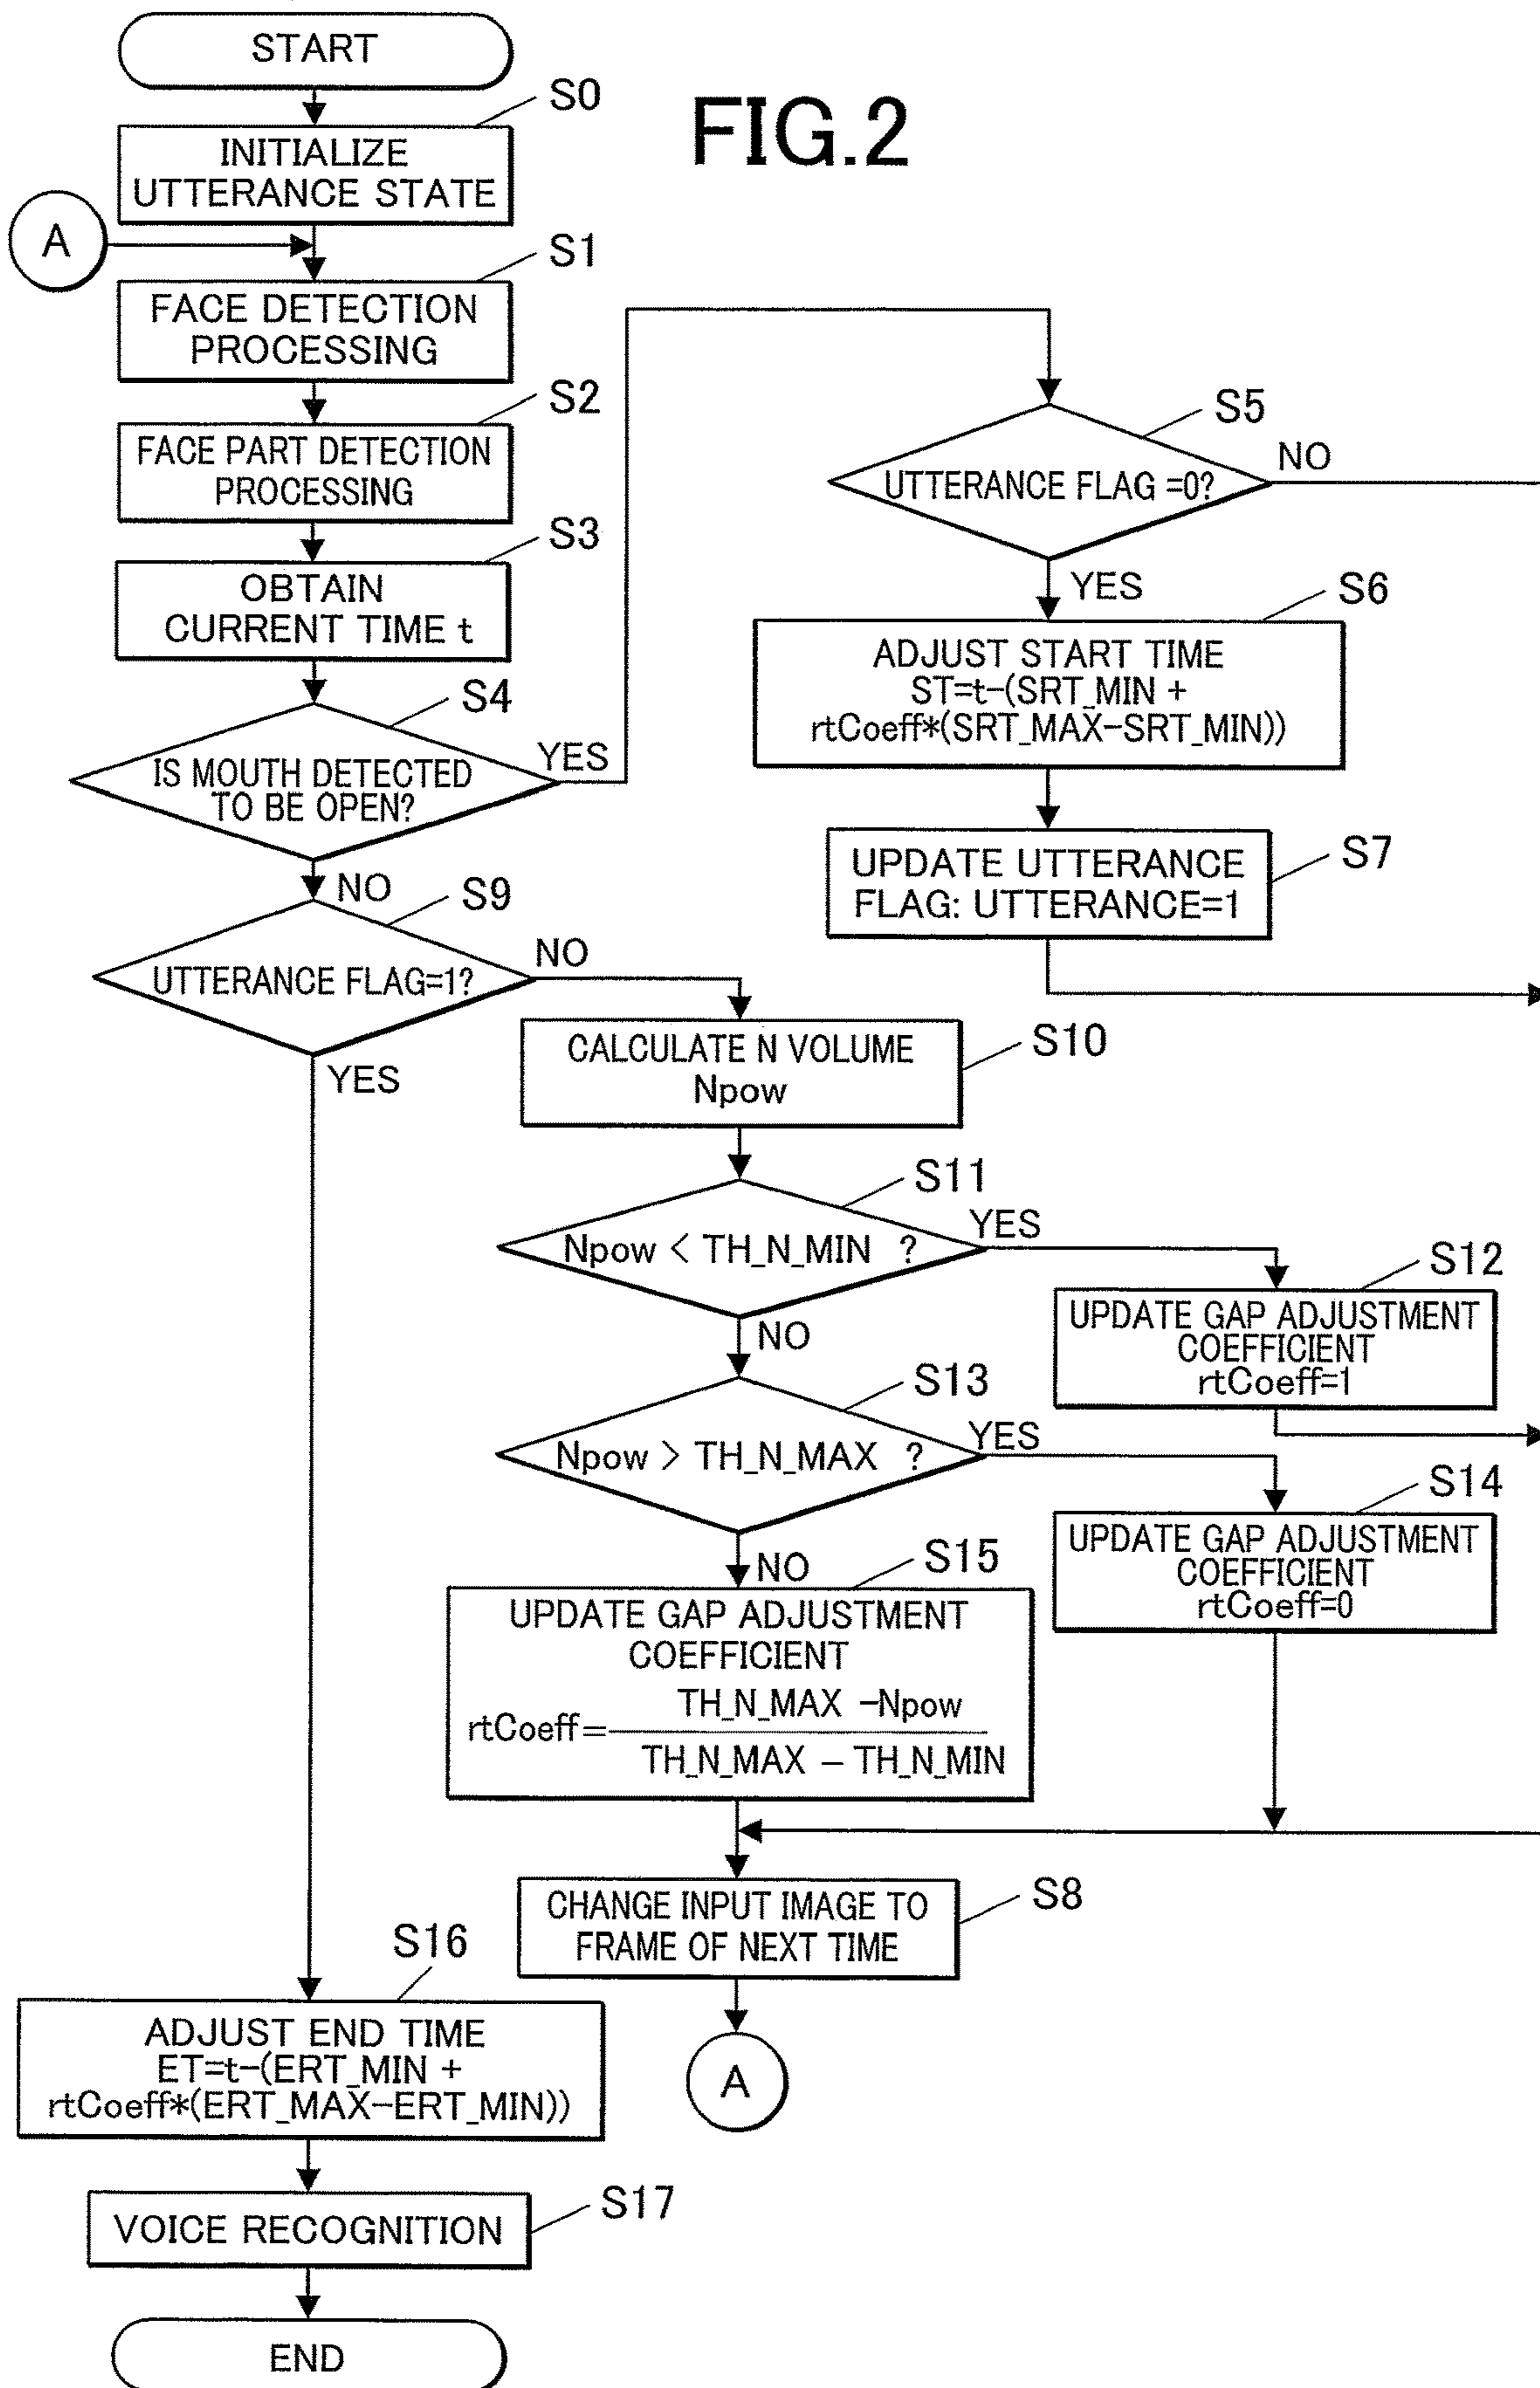 START
FIG.2
S0
INITIALIZE
UTTERANCE STATE
A
S1
FACE DETECTION
PROCESSING
S2
FACE PART DETECTION
PROCESSING
S3
OBTAIN
CURRENT TIME t
S4
IS MOUTH DETECTED
TO BE OPEN?
YES
NO
S5
UTTERANCE FLAG =0?
NO
YES
S6
ADJUST START TIME
ST=t-(SRT_MIN +
rtCoeff*(SRT_MAX-SRT_MIN))
S7
UPDATE UTTERANCE
FLAG: UTTERANCE=1
S9
UTTERANCE FLAG=1?
NO
YES
S10
CALCULATE N VOLUME
Npow
S11
Npow < TH_N_MIN ?
YES
NO
S12
UPDATE GAP ADJUSTMENT
COEFFICIENT
rtCoeff=1
S13
Npow > TH_N_MAX ?
YES
NO
S14
UPDATE GAP ADJUSTMENT
COEFFICIENT
rtCoeff=0
S15
UPDATE GAP ADJUSTMENT
COEFFICIENT
TH_N_MAX -Npow
rtCoeff=
TH_N_MAX - TH_N_MIN
S8
CHANGE INPUT IMAGE TO
FRAME OF NEXT TIME
A
S16
ADJUST END TIME
ET=t-(ERT_MIN +
rtCoeff*(ERT_MAX-ERT_MIN))
S17
VOICE RECOGNITION
END